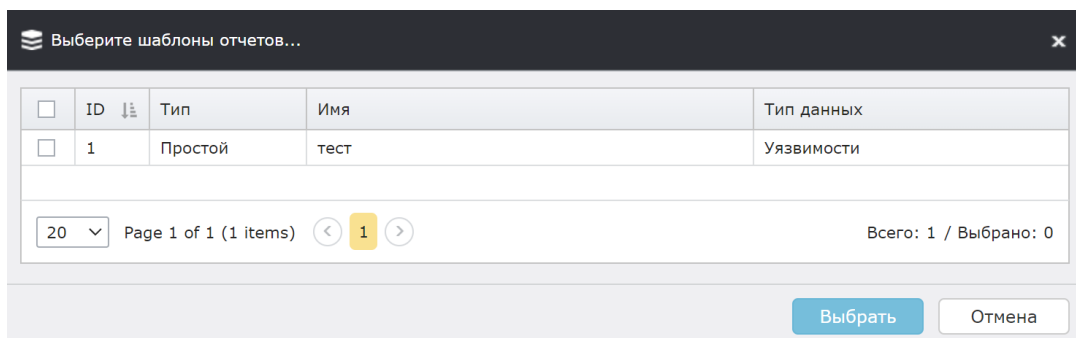 Выберите шаблоны отчетов...
ID Тип Имя Тип данных
1 Простой тест Уязвимости
20 Page 1 of 1 (1 items) 1 Всего: 1 / Выбрано: 0
Выбрать Отмена